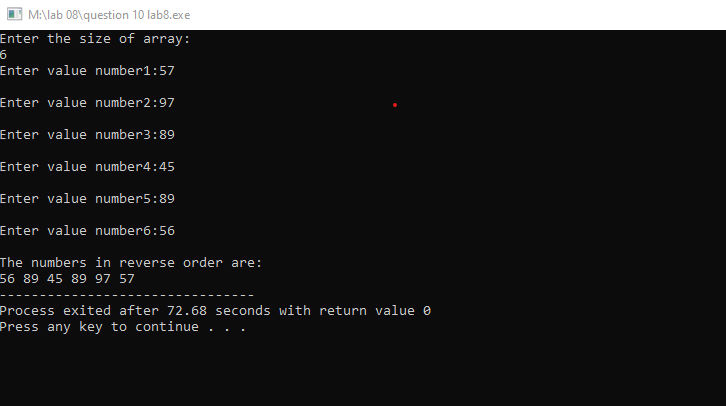 M:\lab 08\question 10 lab8.exe
Enter the size of array:
6
Enter value number1:57
Enter value number2:97
Enter value number3:89
Enter value number4:45
Enter value number5:89
Enter value number6:56
The numbers in reverse order are:
56 89 45 89 97 57
--------------------------------
Process exited after 72.68 seconds with return value 0
Press any key to continue . . .